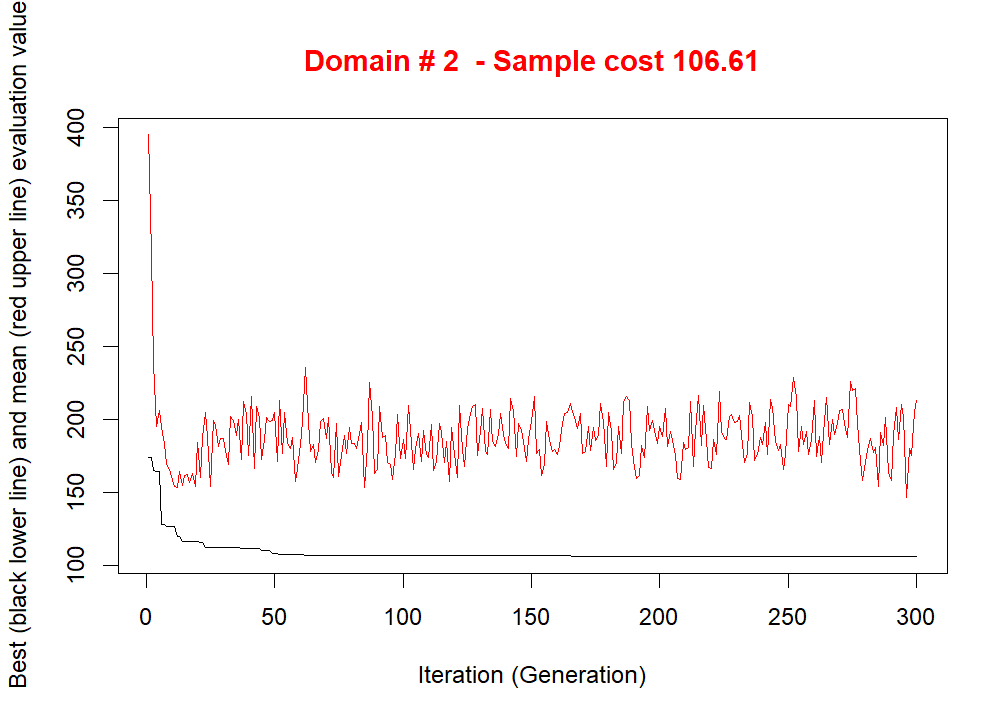 Domain # 2  - Sample cost 106.61
Best (black lower line) and mean (red upper line) evaluation value
400
350
300
250
200
150
100
0 50 100 150 200 250 300
Iteration (Generation)